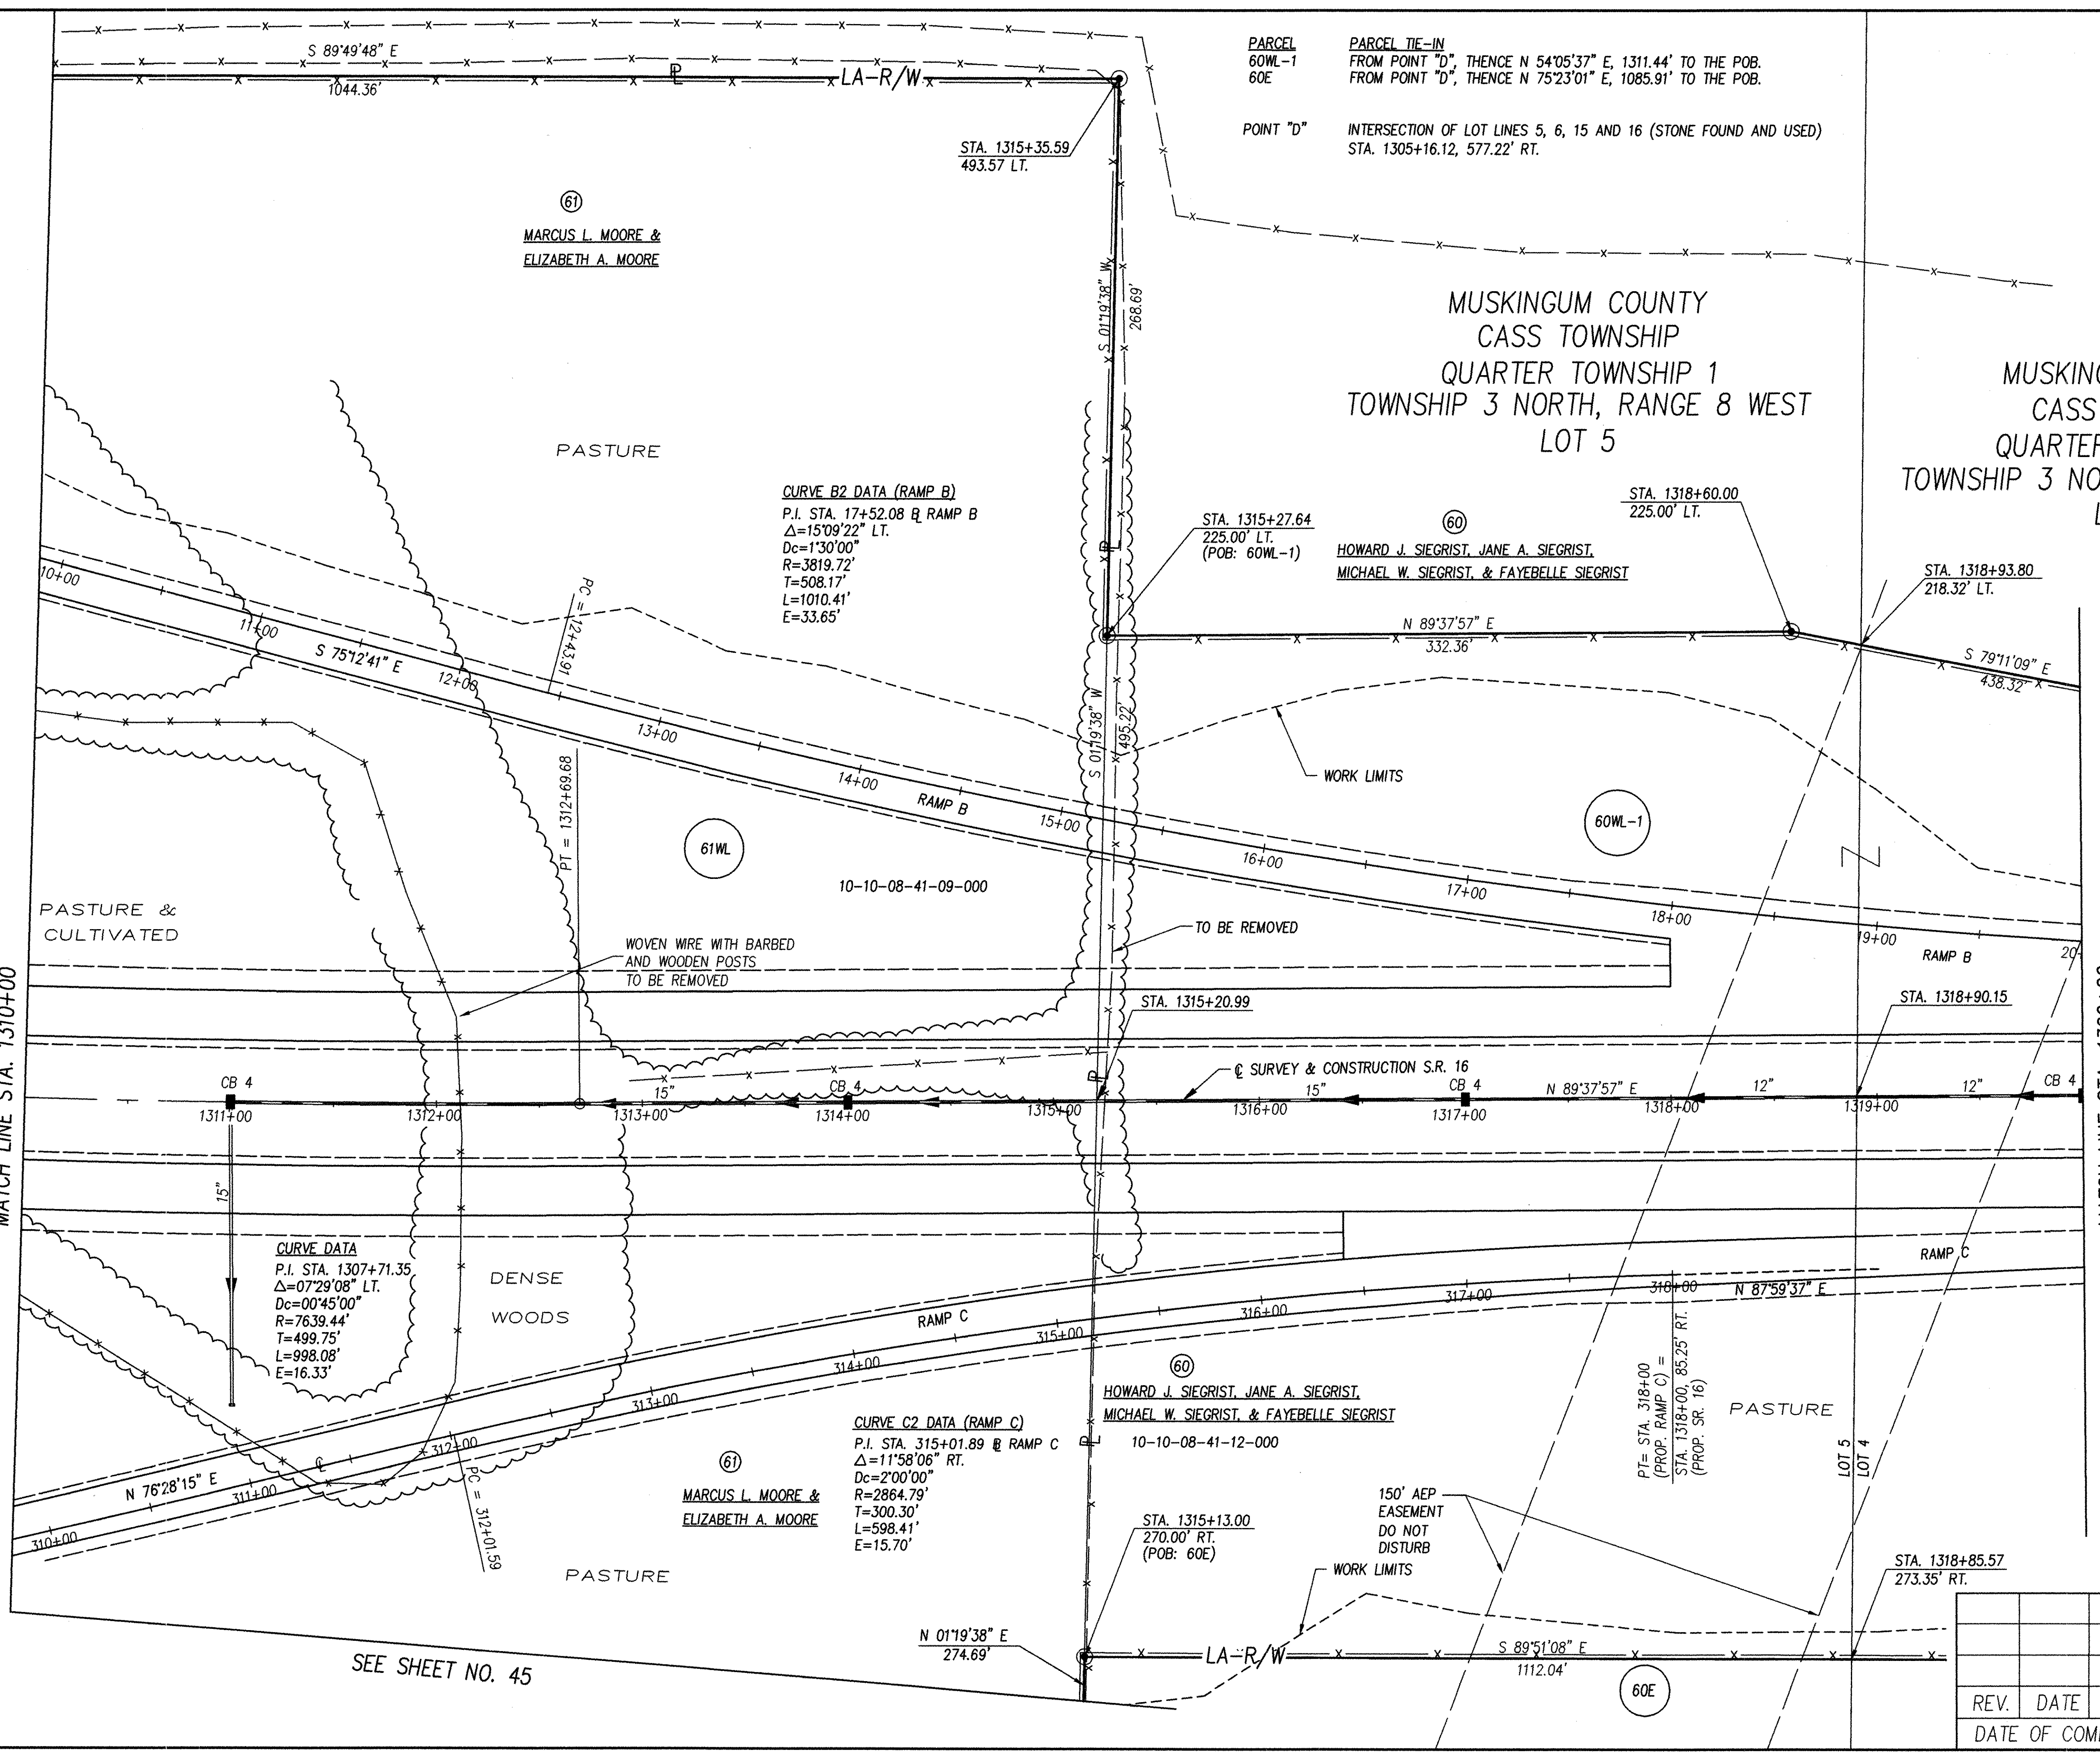 S 89°49'48" E
1044.36'
LA-R/W
STA. 1315+35.59
493.57 LT.
PARCEL PARCEL TIE-IN
60WL-1 FROM POINT "D", THENCE N 54°05'37" E, 1311.44' TO THE POB.
60E FROM POINT "D", THENCE N 75°23'01" E, 1085.91' TO THE POB.
POINT "D" INTERSECTION OF LOT LINES 5, 6, 15 AND 16 (STONE FOUND AND USED)
STA. 1305+16.12, 577.22' RT.
61
MARCUS L. MOORE &
ELIZABETH A. MOORE
S 01°19'38" W
268.69'
MUSKINGUM COUNTY
CASS TOWNSHIP
QUARTER TOWNSHIP 1
TOWNSHIP 3 NORTH, RANGE 8 WEST
LOT 5
MUSKING
CASS
QUARTER
TOWNSHIP 3 NO
L
PASTURE
CURVE B2 DATA (RAMP B)
P.I. STA. 17+52.08 BL RAMP B
Δ=15°09'22" LT.
Dc=1°30'00"
R=3819.72'
T=508.17'
L=1010.41'
E=33.65'
STA. 1315+27.64
225.00' LT.
(POB: 60WL-1)
60
HOWARD J. SIEGRIST, JANE A. SIEGRIST,
MICHAEL W. SIEGRIST, & FAYEBELLE SIEGRIST
STA. 1318+60.00
225.00' LT.
STA. 1318+93.80
218.32' LT.
N 89°37'57" E
332.36'
S 79°11'09" E
438.32'
10+00
11+00
S 75°12'41" E
12+00
PC = 12+43.91
13+00
14+00
RAMP B
15+00
16+00
17+00
18+00
19+00
RAMP B
20
S 01°19'38" W
495.22'
WORK LIMITS
PT = 1312+69.68
61WL
60WL-1
10-10-08-41-09-000
PASTURE &
CULTIVATED
WOVEN WIRE WITH BARBED
AND WOODEN POSTS
TO BE REMOVED
TO BE REMOVED
STA. 1315+20.99
STA. 1318+90.15
MATCH LINE STA. 1310+00
CL SURVEY & CONSTRUCTION S.R. 16
CB 4
15"
CB 4
15"
CB 4
N 89°37'57" E
12"
12"
CB 4
1311+00
1312+00
1313+00
1314+00
1315+00
1316+00
1317+00
1318+00
1319+00
15"
CURVE DATA
P.I. STA. 1307+71.35
Δ=07°29'08" LT.
Dc=00°45'00"
R=7639.44'
T=499.75'
L=998.08'
E=16.33'
DENSE
WOODS
RAMP C
RAMP C
N 76°28'15" E
310+00
311+00
312+00
313+00
314+00
315+00
316+00
317+00
318+00
N 87°59'37" E
PC = 312+01.59
CURVE C2 DATA (RAMP C)
P.I. STA. 315+01.89 BL RAMP C
Δ=11°58'06" RT.
Dc=2°00'00"
R=2864.79'
T=300.30'
L=598.41'
E=15.70'
61
MARCUS L. MOORE &
ELIZABETH A. MOORE
60
HOWARD J. SIEGRIST, JANE A. SIEGRIST,
MICHAEL W. SIEGRIST, & FAYEBELLE SIEGRIST
10-10-08-41-12-000
PT= STA. 318+00
(PROP. RAMP C) =
STA. 1318+00, 85.25' RT.
(PROP. SR. 16)
PASTURE
LOT 5
LOT 4
150' AEP
EASEMENT
DO NOT
DISTURB
STA. 1315+13.00
270.00' RT.
(POB: 60E)
WORK LIMITS
STA. 1318+85.57
273.35' RT.
PASTURE
N 01°19'38" E
274.69'
LA-R/W
S 89°51'08" E
1112.04'
60E
SEE SHEET NO. 45
REV. DATE
DATE OF COM